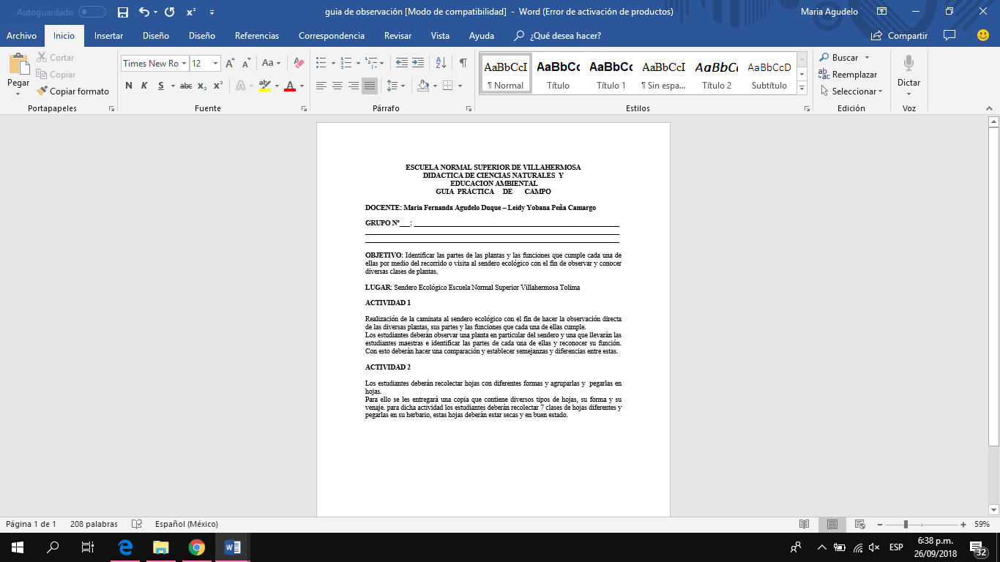 Autoguardado
guia de observación [Modo de compatibilidad] - Word (Error de activación de productos)
Maria Agudelo
Archivo Inicio Insertar Diseño Diseño Referencias Correspondencia Revisar Vista Ayuda ¿Qué desea hacer? Compartir
Pegar
Cortar
Copiar
Copiar formato
Portapapeles
Times New Ro 12
N K S abc x₂ x²
Fuente
Párrafo
AaBbCcI AaBbCc AaBbCc AaBbCcI AaBbCc AaBbCcD
¶ Normal Título Título 1 ¶ Sin espa... Título 2 Subtítulo
Estilos
Buscar
Reemplazar
Seleccionar
Edición
Dictar
Voz
ESCUELA NORMAL SUPERIOR DE VILLAHERMOSA
DIDACTICA DE CIENCIAS NATURALES Y
EDUCACION AMBIENTAL
GUIA PRÁCTICA DE CAMPO
DOCENTE: Maria Fernanda Agudelo Duque – Leidy Yobana Peña Camargo
GRUPO Nº___: ___
OBJETIVO: Identificar las partes de las plantas y las funciones que cumple cada una de
ellas por medio del recorrido o visita al sendero ecológico con el fin de observar y conocer
diversas clases de plantas.
LUGAR: Sendero Ecológico Escuela Normal Superior Villahermosa Tolima
ACTIVIDAD 1
Realización de la caminata al sendero ecológico con el fin de hacer la observación directa
de las diversas plantas, sus partes y las funciones que cada una de ellas cumple.
Los estudiantes deberán observar una planta en particular del sendero y una que llevarán las
estudiantes maestras e identificar las partes de cada una de ellas y reconocer su función.
Con esto deberán hacer una comparación y establecer semejanzas y diferencias entre estas.
ACTIVIDAD 2
Los estudiantes deberán recolectar hojas con diferentes formas y agruparlas y pegarlas en
hojas.
Para ello se les entregará una copia que contiene diversos tipos de hojas, su forma y su
venaje. para dicha actividad los estudiantes deberán recolectar 7 clases de hojas diferentes y
pegarlas en su herbario, estas hojas deberán estar secas y en buen estado.
Página 1 de 1 208 palabras Español (México) 59%
ESP
6:38 p.m.
26/09/2018
32